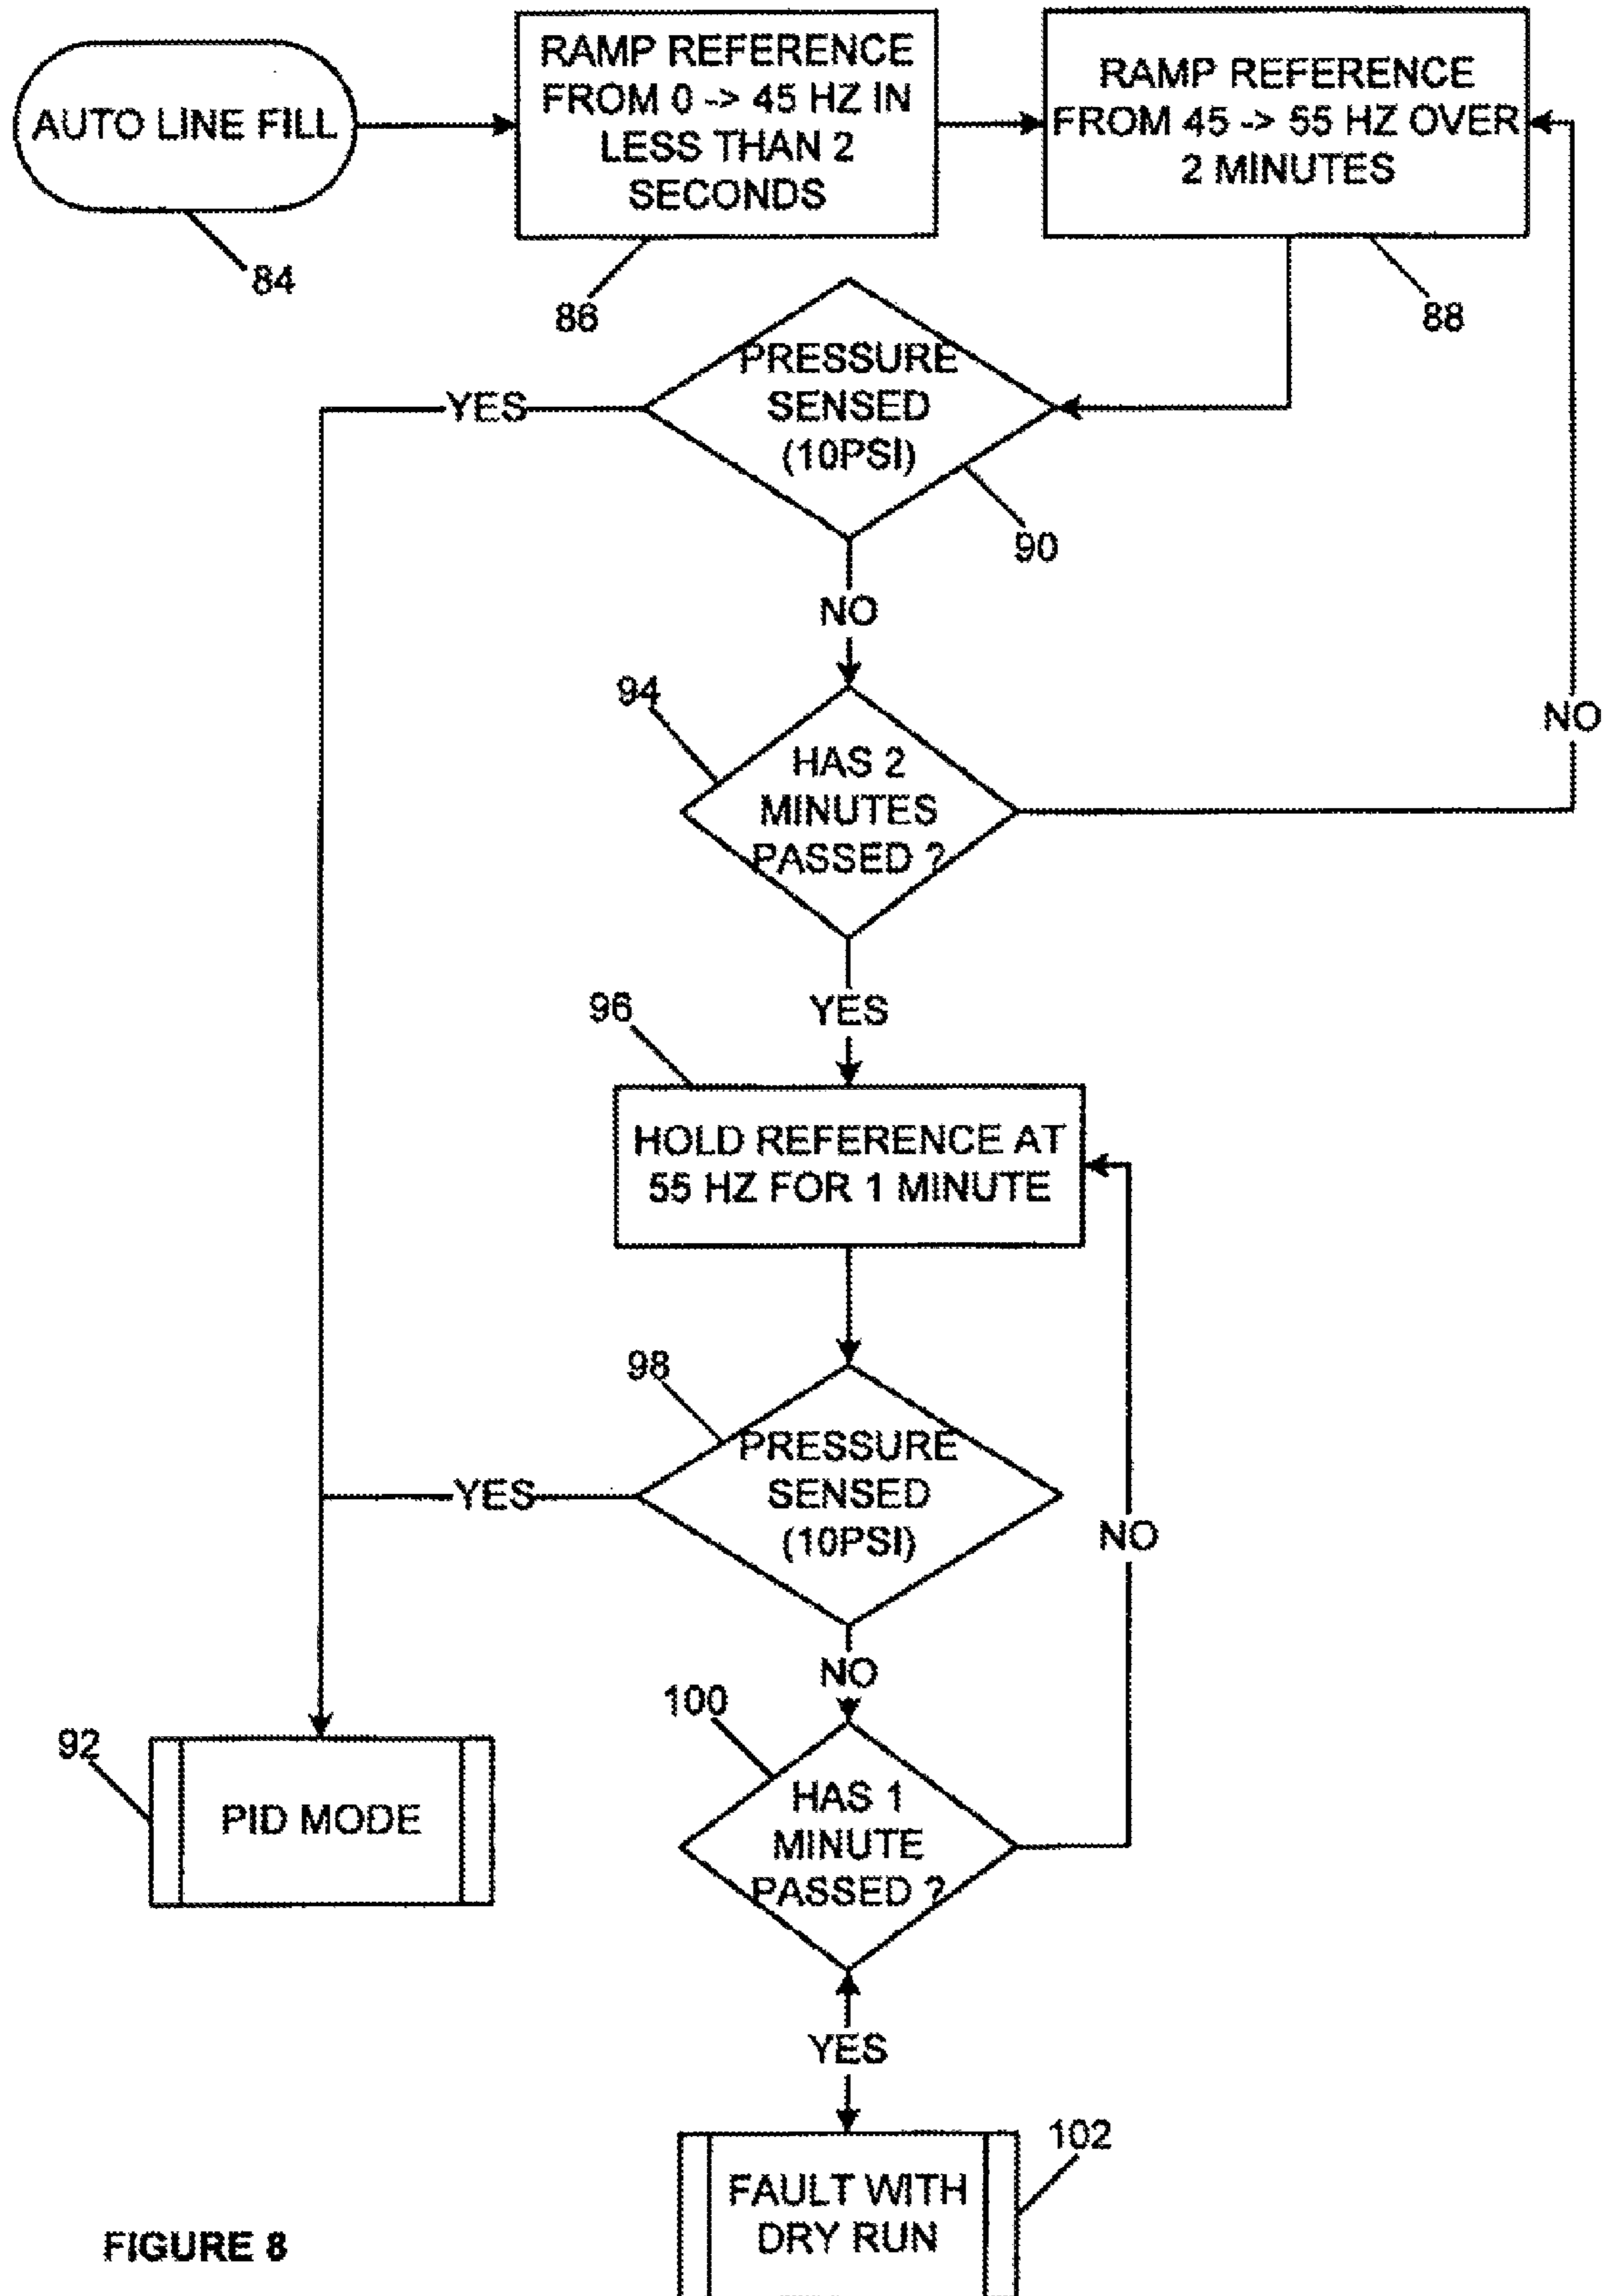 AUTO LINE FILL
84
RAMP REFERENCE
FROM 0 -> 45 HZ IN
LESS THAN 2
SECONDS
86
RAMP REFERENCE
FROM 45 -> 55 HZ OVER
2 MINUTES
88
PRESSURE
SENSED
(10PSI)
90
YES
NO
94
HAS 2
MINUTES
PASSED ?
NO
YES
96
HOLD REFERENCE AT
55 HZ FOR 1 MINUTE
98
PRESSURE
SENSED
(10PSI)
YES
NO
NO
100
HAS 1
MINUTE
PASSED ?
92
PID MODE
YES
102
FAULT WITH
DRY RUN
FIGURE 8